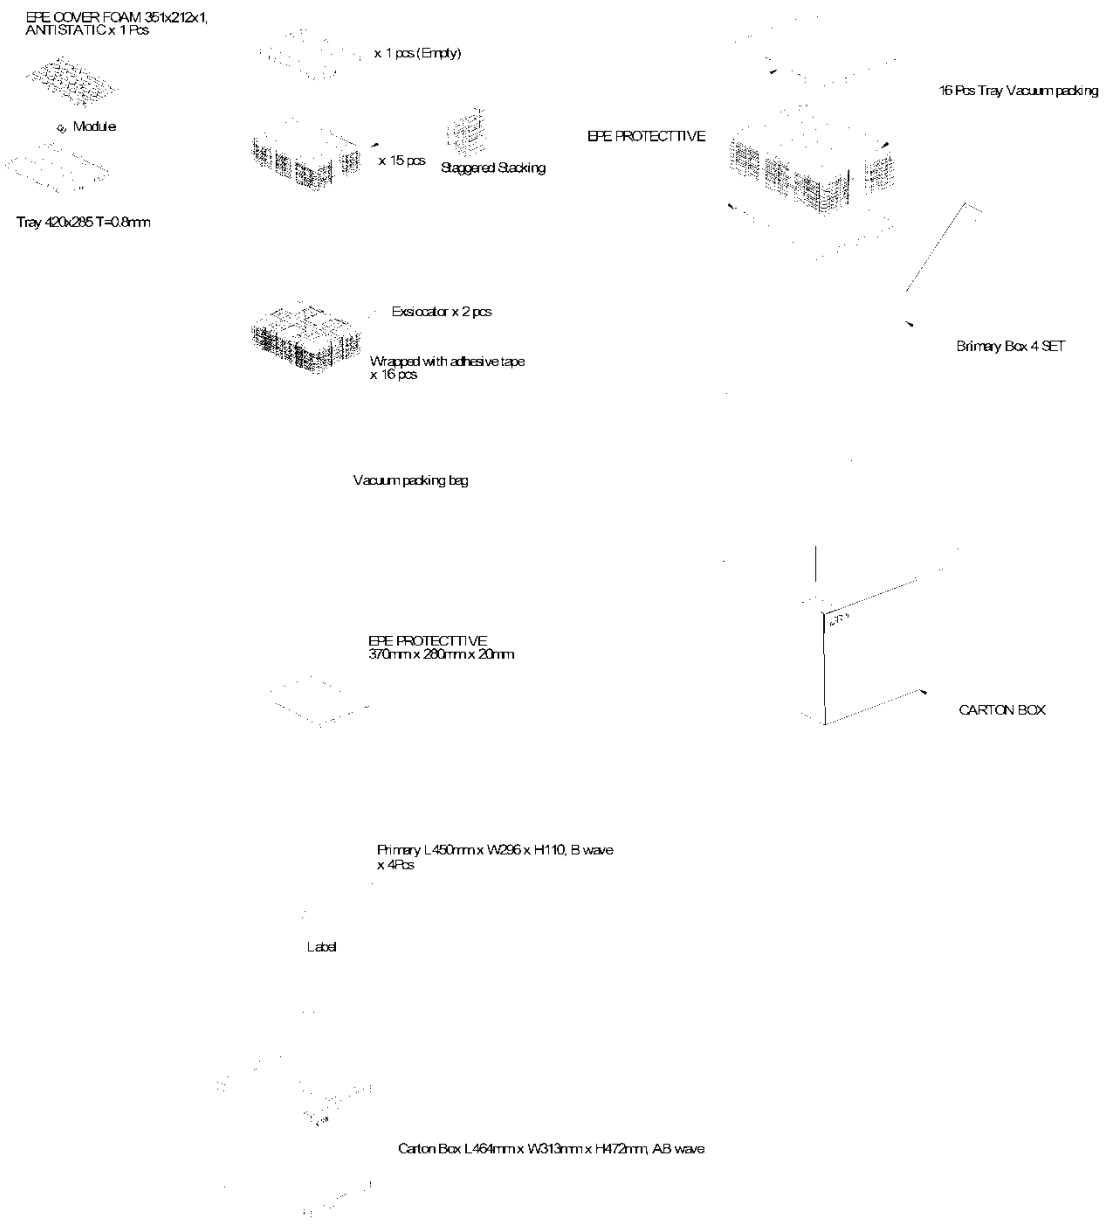 EPE COVER FOAM 351x212x1,
ANTISTATIC x 1 Pcs
Module
Tray 420x285 T=0.8mm
x 1 pcs (Empty)
x 15 pcs
Staggered Stacking
Exsiccator x 2 pcs
Wrapped with adhesive tape
x 16 pcs
Vacuum packing bag
EPE PROTECTTIVE
370mm x 280mm x 20mm
Primary L450mm x W296 x H110, B wave
x 4Pcs
Label
Carton Box L464mm x W313mm x H472mm, AB wave
16 Pcs Tray Vacuum packing
EPE PROTECTTIVE
Brimary Box 4 SET
CARTON BOX